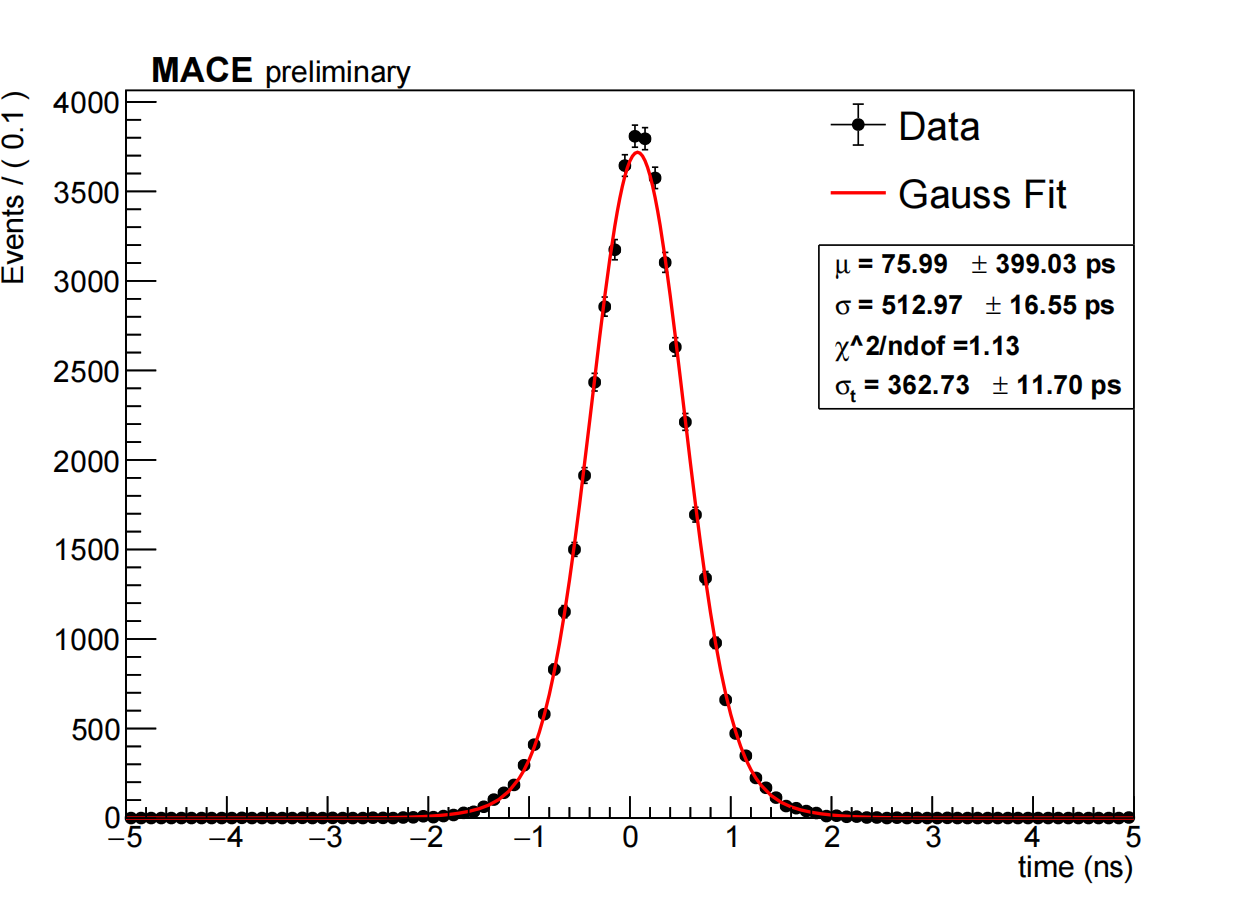 MACE preliminary
Events / ( 0.1 )
4000
3500
3000
2500
2000
1500
1000
500
0
Data
Gauss Fit
μ = 75.99 ± 399.03 ps
σ = 512.97 ± 16.55 ps
χ^2/ndof =1.13
σt = 362.73 ± 11.70 ps
−5 −4 −3 −2 −1 0 1 2 3 4 5
time (ns)